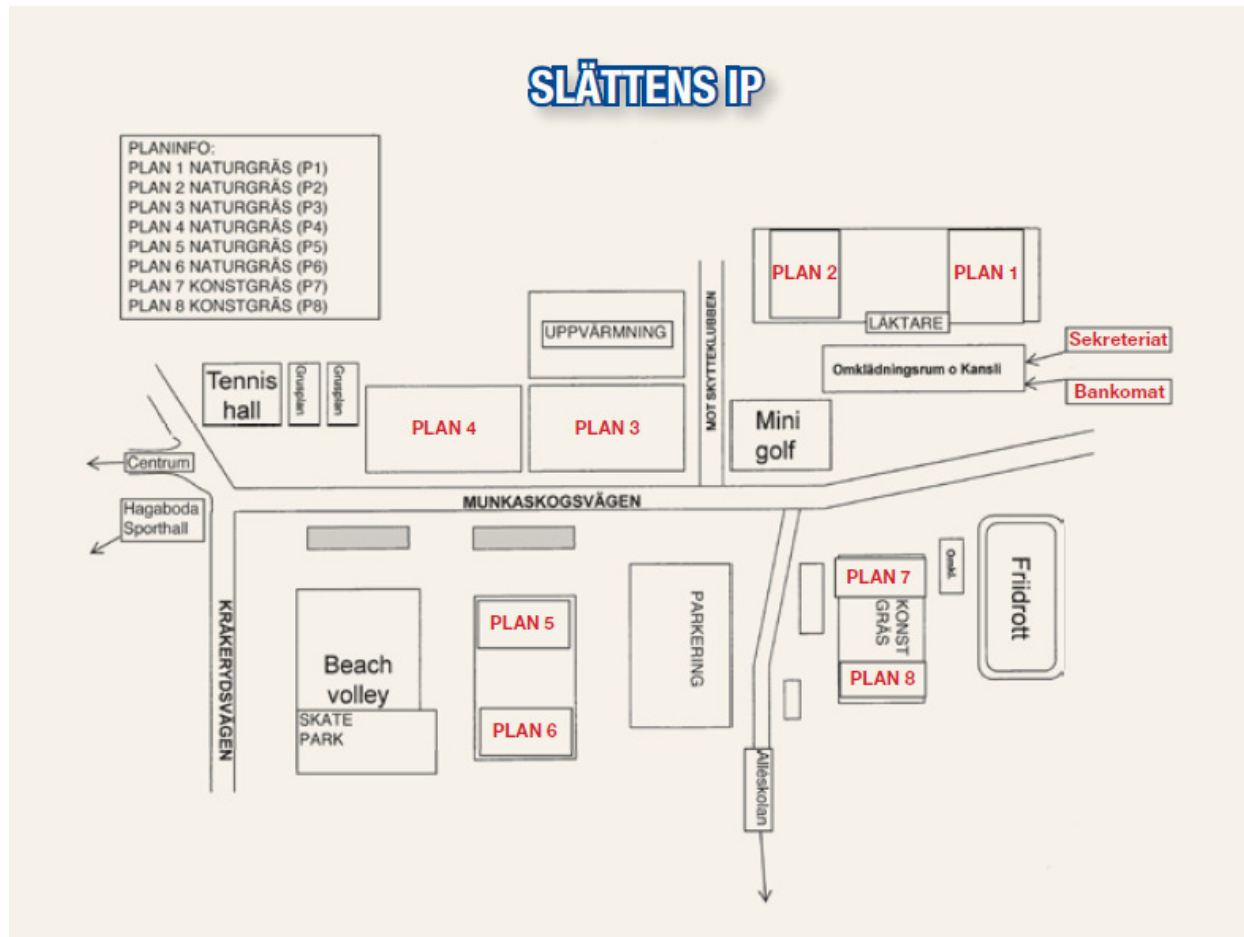 SLÄTTENS IP
PLANINFO:
PLAN 1 NATURGRÄS (P1)
PLAN 2 NATURGRÄS (P2)
PLAN 3 NATURGRÄS (P3)
PLAN 4 NATURGRÄS (P4)
PLAN 5 NATURGRÄS (P5)
PLAN 6 NATURGRÄS (P6)
PLAN 7 KONSTGRÄS (P7)
PLAN 8 KONSTGRÄS (P8)
PLAN 2
PLAN 1
LÄKTARE
UPPVÄRMNING
MOT SKYTTEKLUBBEN
Sekreteriat
Omklädningsrum o Kansli
Bankomat
Tennis
hall
Grusplan
Grusplan
PLAN 4
PLAN 3
Mini
golf
Centrum
MUNKASKOGSVÄGEN
Hagaboda
Sporthall
KRÅKERYDSVÄGEN
Beach
volley
SKATE
PARK
PLAN 5
PLAN 6
PARKERING
PLAN 7
KONST
GRÄS
PLAN 8
Omkl.
Friidrott
Alléskolan